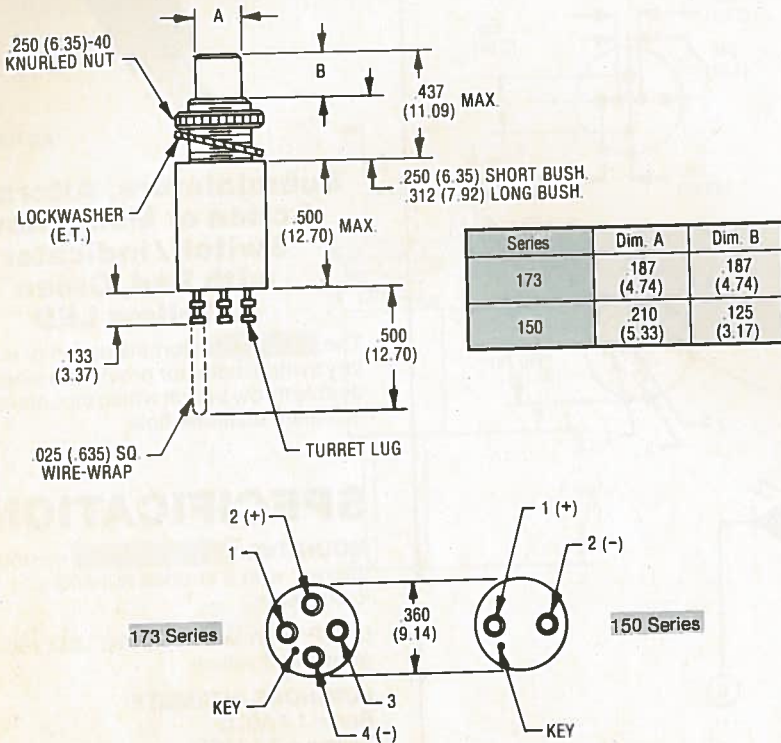 A
.250 (6.35)-40
KNURLED NUT
B
.437
(11.09) MAX.
LOCKWASHER
(E.T.)
.500
(12.70) MAX.
.250 (6.35) SHORT BUSH.
.312 (7.92) LONG BUSH.
Series Dim. A Dim. B
173 .187 .187
(4.74) (4.74)
150 .210 .125
(5.33) (3.17)
.133
(3.37)
.500
(12.70)
.025 (.635) SQ.
WIRE-WRAP
TURRET LUG
2 (+)
1
173 Series
KEY
3
4 (-)
.360
(9.14)
1 (+)
2 (-)
150 Series
KEY
SPECIFICATION